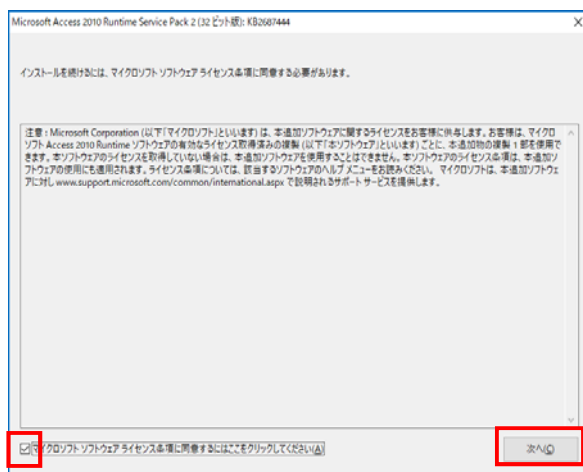 Microsoft Access 2010 Runtime Service Pack 2 (32 ビット版): KB2687444
インストールを続けるには、マイクロソフト ソフトウェア ライセンス条項に同意する必要があります。
注意 : Microsoft Corporation (以下「マイクロソフト」といいます) は、本追加ソフトウェアに関するライセンスをお客様に供与します。お客様は、マイクロ
ソフト Access 2010 Runtime ソフトウェアの有効なライセンス取得済みの複製 (以下「本ソフトウェア」といいます) ごとに、本追加物の複製 1 部を使用で
きます。本ソフトウェアのライセンスを取得していない場合は、本追加ソフトウェアを使用することはできません。本ソフトウェアのライセンス条項は、本追加ソ
フトウェアの使用にも適用されます。ライセンス条項については、該当するソフトウェアのヘルプ メニューをお読みください。 マイクロソフトは、本追加ソフトウェ
アに対し www.support.microsoft.com/common/international.aspx で説明されるサポート サービスを提供します。
マイクロソフト ソフトウェア ライセンス条項に同意するにはここをクリックしてください(A)
次へ(C)